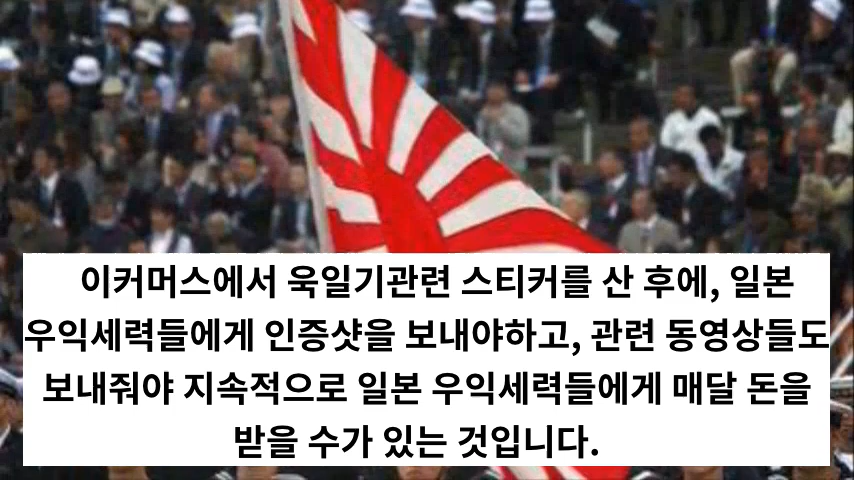 이커머스에서 욱일기관련 스티커를 산 후에, 일본
우익세력들에게 인증샷을 보내야하고, 관련 동영상들도
보내줘야 지속적으로 일본 우익세력들에게 매달 돈을
받을 수가 있는 것입니다.